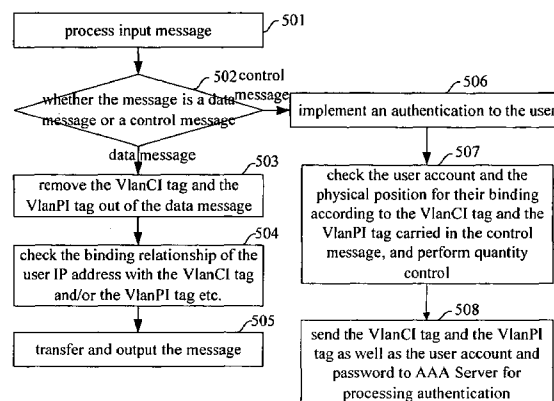 process input message
501
502
control
message
whether the message is a data
message or a control message
data message
503
remove the VlanCI tag and the
VlanPI tag out of the data message
504
check the binding relationship of the
user IP address with the VlanCI tag
and/or the VlanPI tag etc.
505
transfer and output the message
506
implement an authentication to the user
507
check the user account and the
physical position for their binding
according to the VlanCI tag and the
VlanPI tag carried in the control
message, and perform quantity
control
508
send the VlanCI tag and the VlanPI
tag as well as the user account and
password to AAA Server for
processing authentication